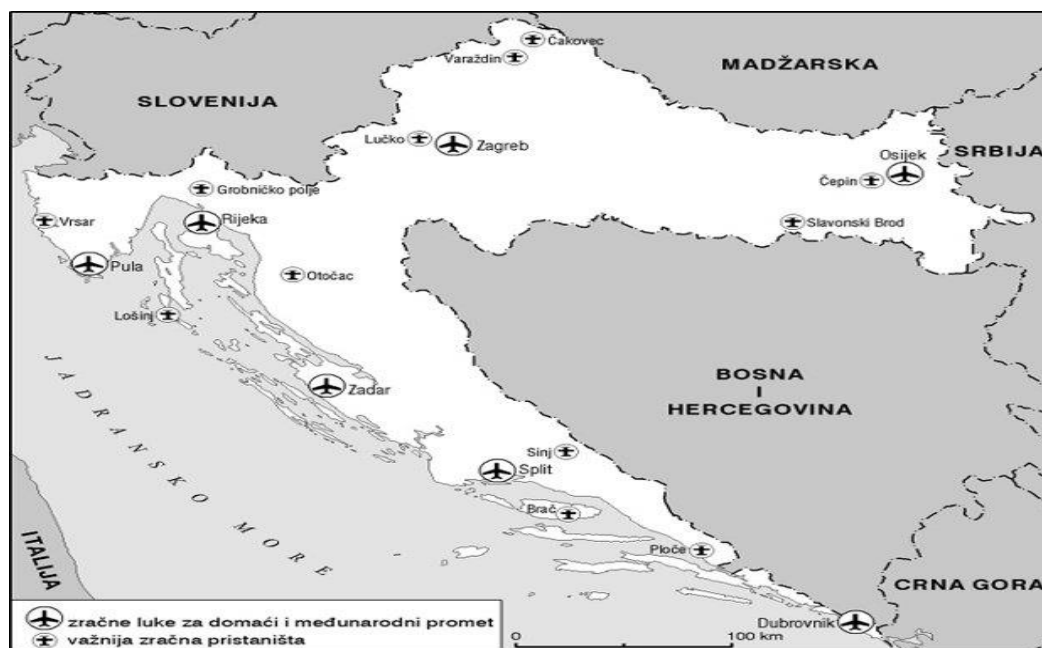 Čakovec
Varaždin
MADŽARSKA
SLOVENIJA
Lučko
Zagreb
Osijek
SRBIJA
Čepin
Grobničko polje
Vrsar
Rijeka
Slavonski Brod
Pula
Otočac
Lošinj
BOSNA
I
HERCEGOVINA
Zadar
JADRANSKO MORE
Sinj
Split
Brač
Ploče
ITALIJA
CRNA GORA
Dubrovnik
zračne luke za domaći i međunarodni promet
važnija zračna pristaništa
0
100 km